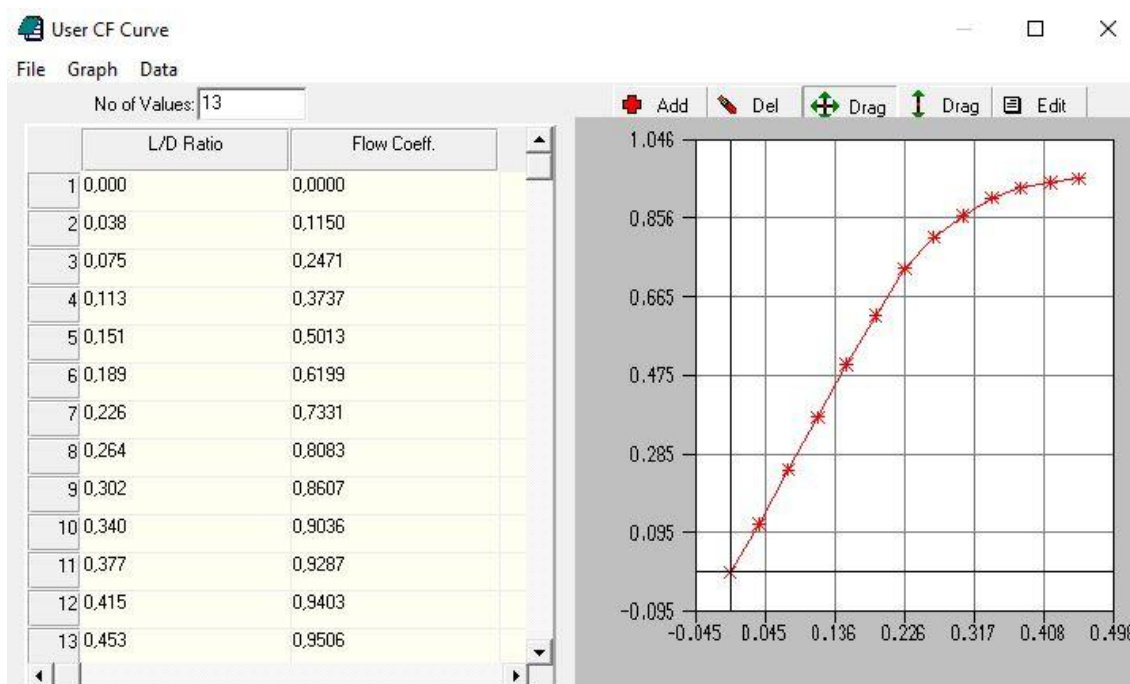 User CF Curve
File Graph Data
No of Values: 13
Add Del Drag Drag Edit
L/D Ratio Flow Coeff.
1 0,000 0,0000
2 0,038 0,1150
3 0,075 0,2471
4 0,113 0,3737
5 0,151 0,5013
6 0,189 0,6199
7 0,226 0,7331
8 0,264 0,8083
9 0,302 0,8607
10 0,340 0,9036
11 0,377 0,9287
12 0,415 0,9403
13 0,453 0,9506
1.046
0.856
0.665
0.475
0.285
0.095
-0.095
-0.045 0.045 0.136 0.226 0.317 0.408 0.498